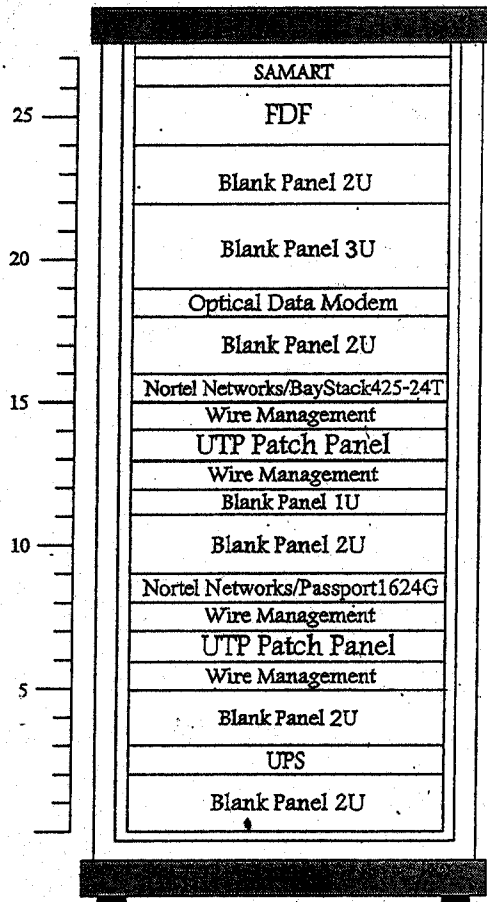 SAMART
25
FDF
Blank Panel 2U
Blank Panel 3U
20
Optical Data Modem
Blank Panel 2U
Nortel Networks/BayStack425-24T
15
Wire Management
UTP Patch Panel
Wire Management
Blank Panel 1U
Blank Panel 2U
10
Nortel Networks/Passport1624G
Wire Management
UTP Patch Panel
Wire Management
5
Blank Panel 2U
UPS
Blank Panel 2U